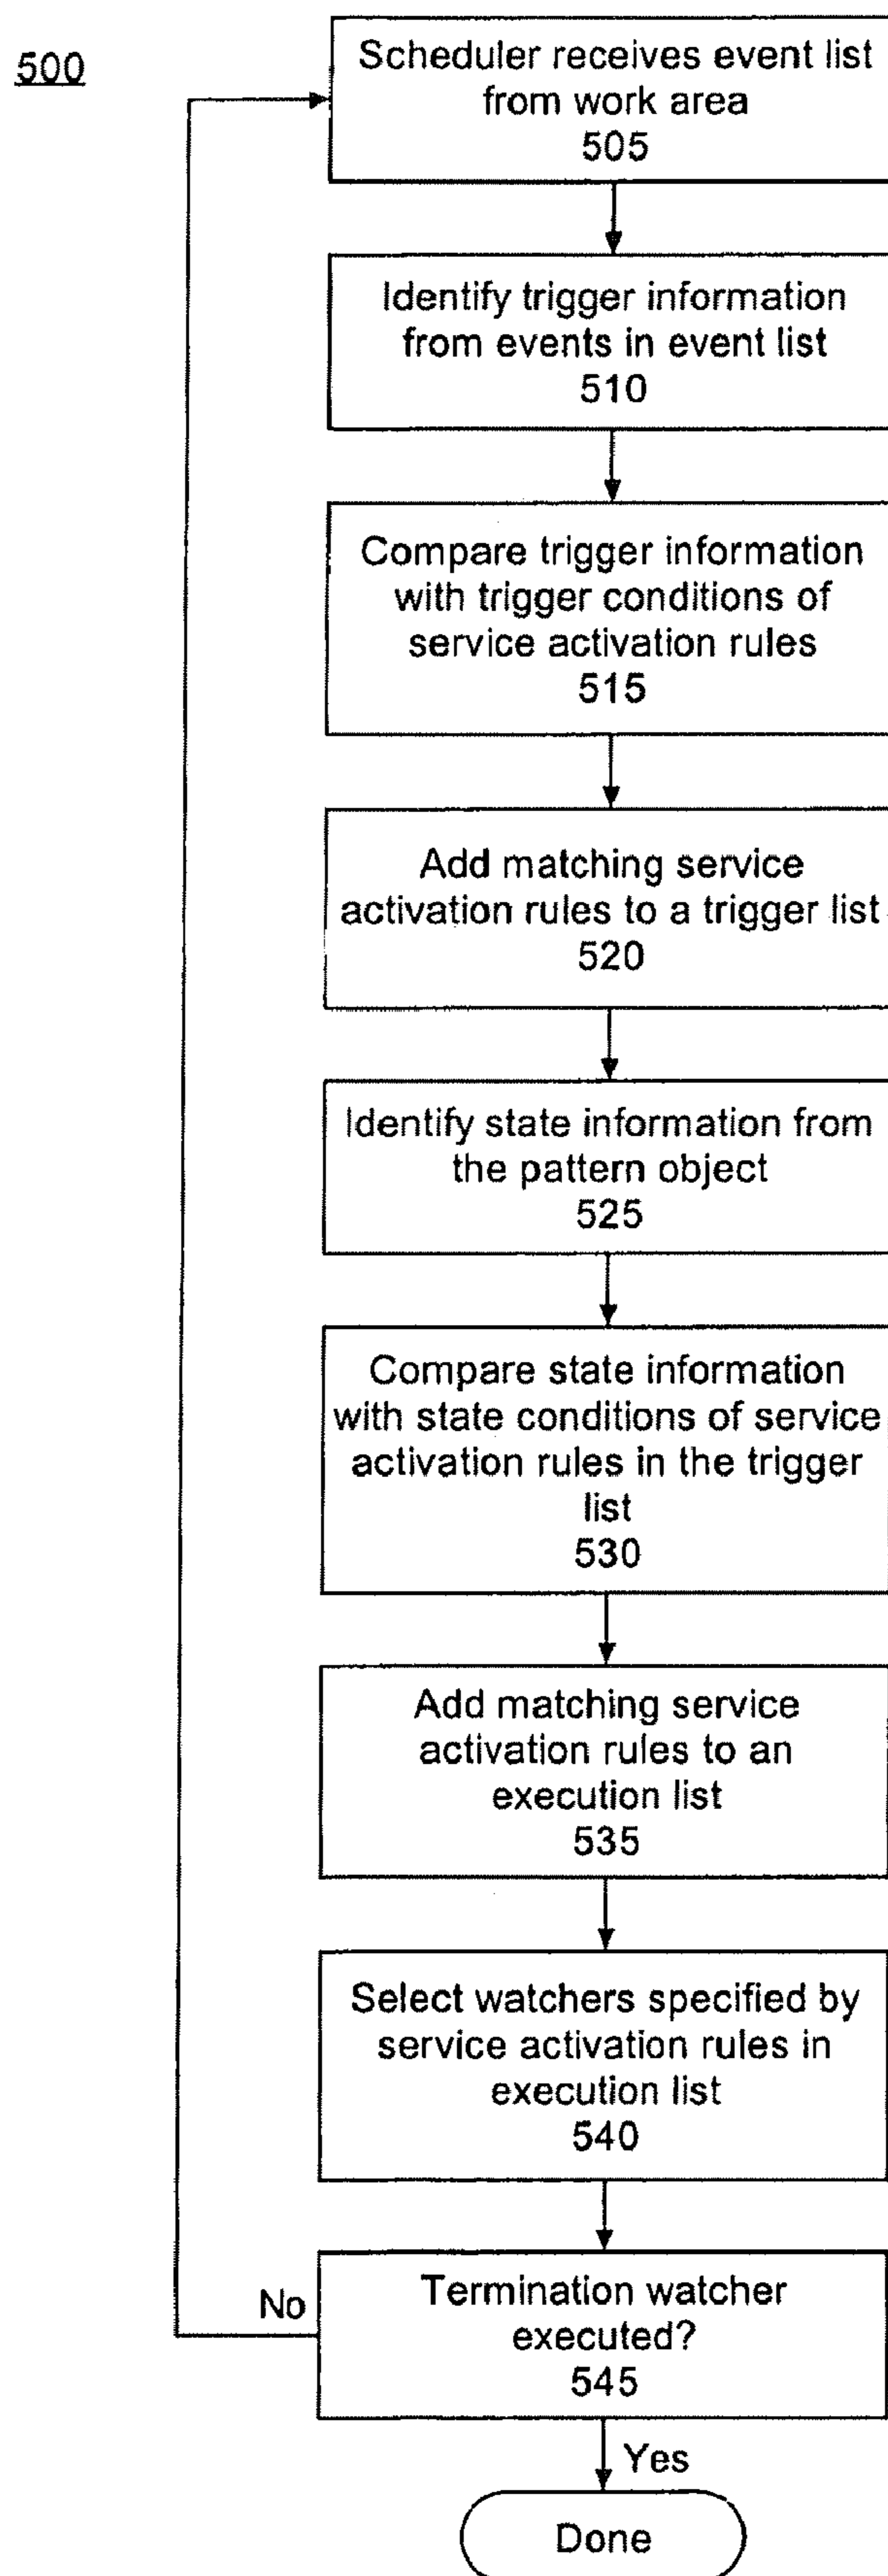 500
Scheduler receives event list
from work area
505
Identify trigger information
from events in event list
510
Compare trigger information
with trigger conditions of
service activation rules
515
Add matching service
activation rules to a trigger list
520
Identify state information from
the pattern object
525
Compare state information
with state conditions of service
activation rules in the trigger
list
530
Add matching service
activation rules to an
execution list
535
Select watchers specified by
service activation rules in
execution list
540
Termination watcher
executed?
545
No
Yes
Done